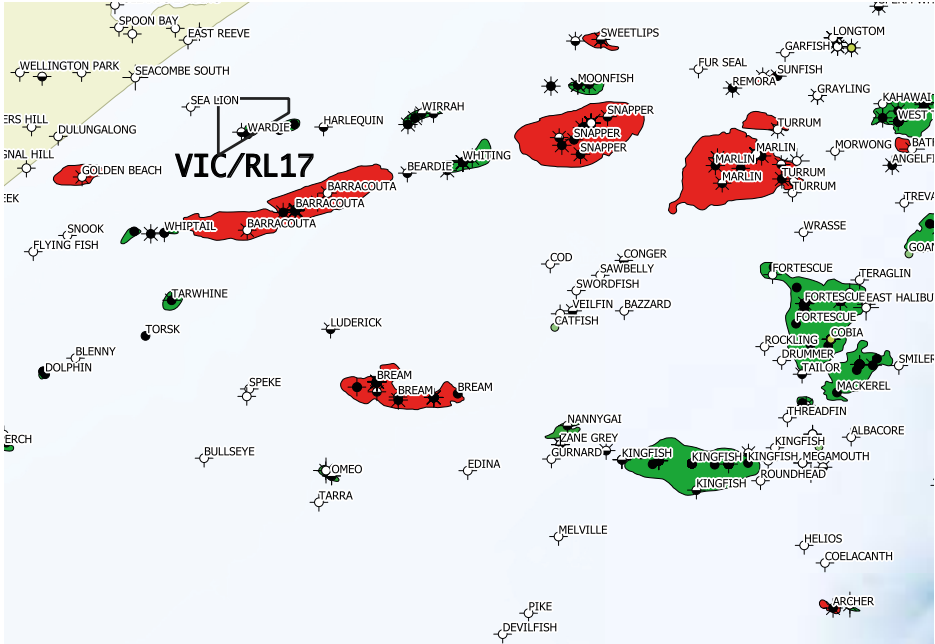 SPOON BAY
EAST REEVE
SWEETLIPS
LONGTOM
GARFISH
WELLINGTON PARK
SEACOMBE SOUTH
FUR SEAL
SUNFISH
MOONFISH
REMORA
GRAYLING
SEA LION
KAHAWAI
WIRRAH
SNAPPER
WEST
ERS HILL
DULUNGALONG
WARDIE
HARLEQUIN
TURRUM
SNAPPER
SNAPPER
MARLIN
MORWONG
BAT
GNAL HILL
VIC/RL17
WHITING
MARLIN
ANGELFI
GOLDEN BEACH
BEARDIE
MARLIN
TURRUM
TURRUM
BARRACOUTA
EEK
BARRACOUTA
TREVA
BARRACOUTA
WHIPTAIL
SNOOK
WRASSE
FLYING FISH
GOAN
COD
CONGER
SAWBELLY
FORTESCUE
TERAGLIN
SWORDFISH
TARWHINE
FORTESCUE
EAST HALIBU
VEILFIN
BAZZARD
CATFISH
FORTESCUE
LUDERICK
TORSK
COBIA
ROCKLING
BLENNY
DRUMMER
SMILER
DOLPHIN
TAILOR
SPEKE
BREAM
BREAM
BREAM
MACKEREL
THREADFIN
NANNYGAI
ALBACORE
ERCH
ZANE GREY
KINGFISH
BULLSEYE
GURNARD
KINGFISH
KINGFISH
KINGFISH
MEGAMOUTH
OMEO
EDINA
ROUNDHEAD
KINGFISH
TARRA
MELVILLE
HELIOS
COELACANTH
ARCHER
PIKE
DEVILFISH